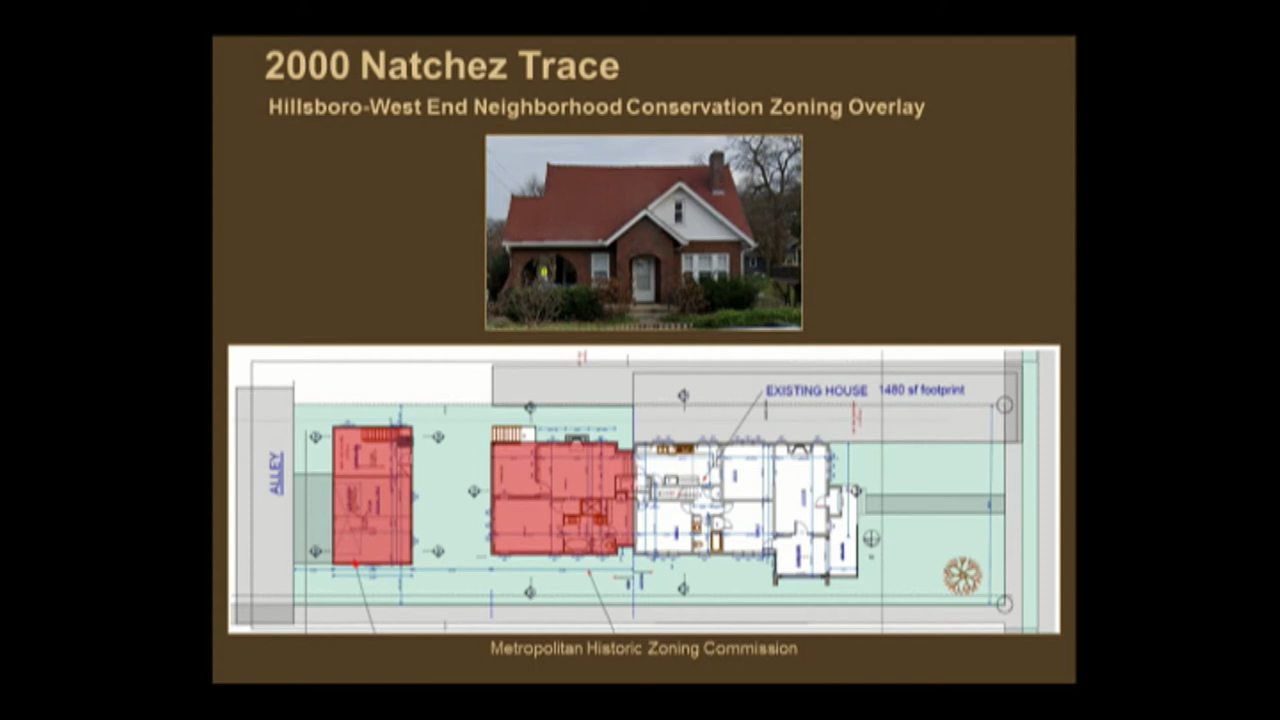 2000 Natchez Trace
Hillsboro-West End Neighborhood Conservation Zoning Overlay
EXISTING HOUSE 1480 sf footprint
ALLEY
Metropolitan Historic Zoning Commission